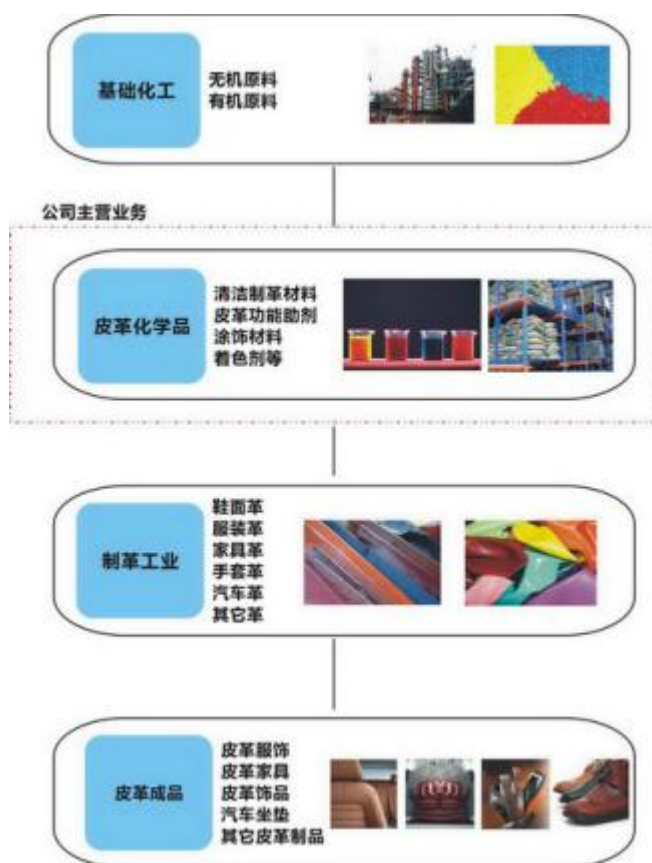 基础化工
无机原料
有机原料
公司主营业务
皮革化学品
清洁制革材料
皮革功能助剂
涂饰材料
着色剂等
制革工业
鞋面革
服装革
家具革
手套革
汽车革
其它革
皮革成品
皮革服饰
皮革家具
皮革饰品
汽车坐垫
其它皮革制品